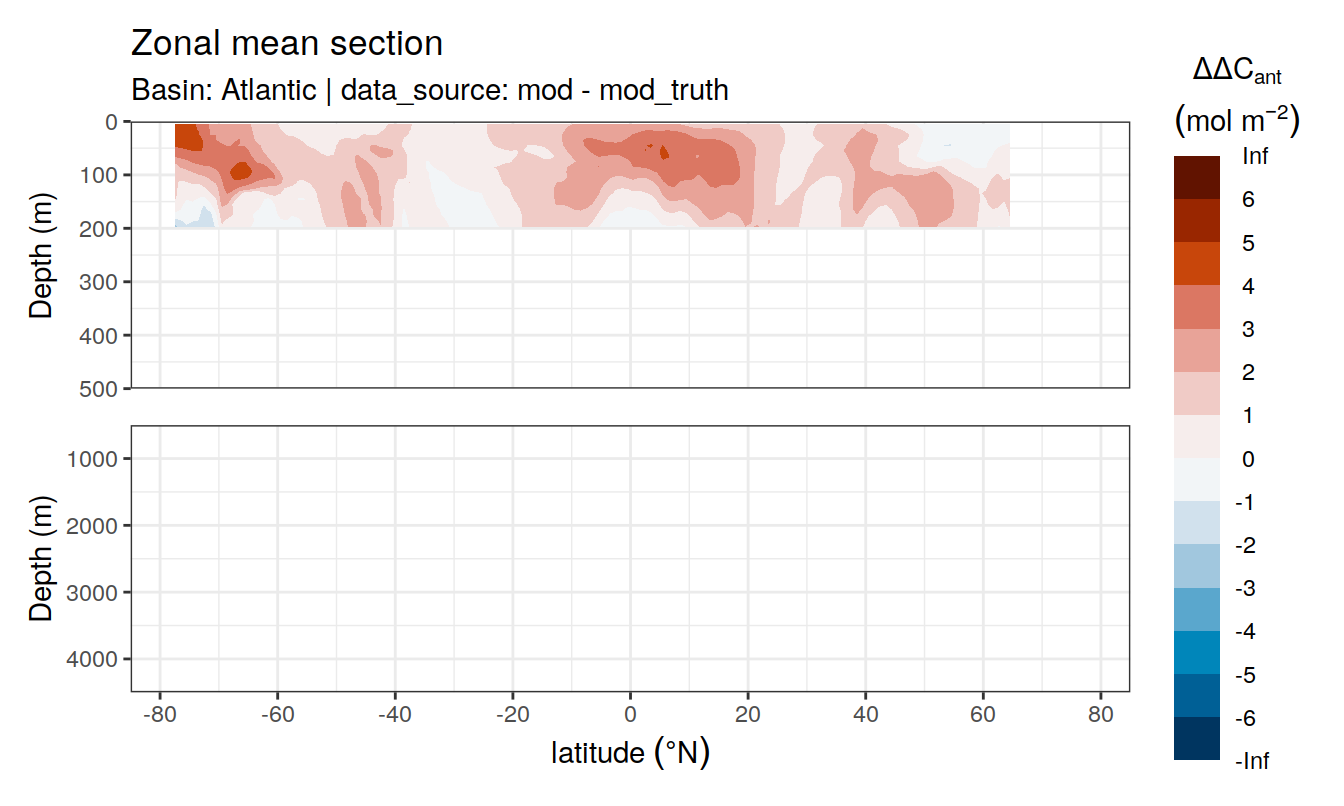 Zonal mean section
Basin: Atlantic | data_source: mod - mod_truth
ΔΔCant
(mol m⁻²)
Inf
6
5
4
3
2
1
0
-1
-2
-3
-4
-5
-6
-Inf
Depth (m)
0
100
200
300
400
500
Depth (m)
1000
2000
3000
4000
-80 -60 -40 -20 0 20 40 60 80
latitude (°N)